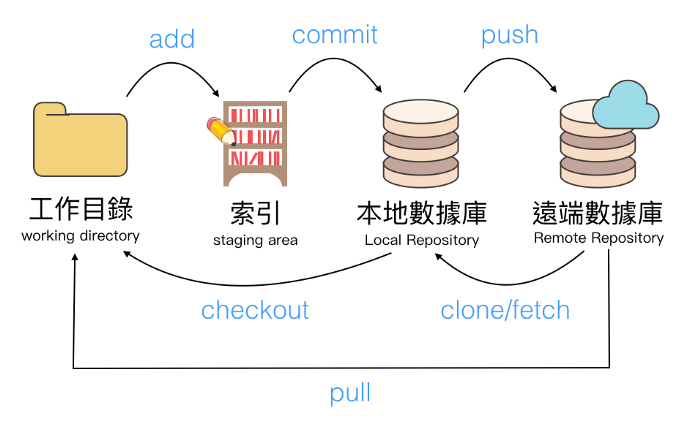 add
commit
push
工作目錄
working directory
索引
staging area
本地數據庫
Local Repository
遠端數據庫
Remote Repository
checkout
clone/fetch
pull